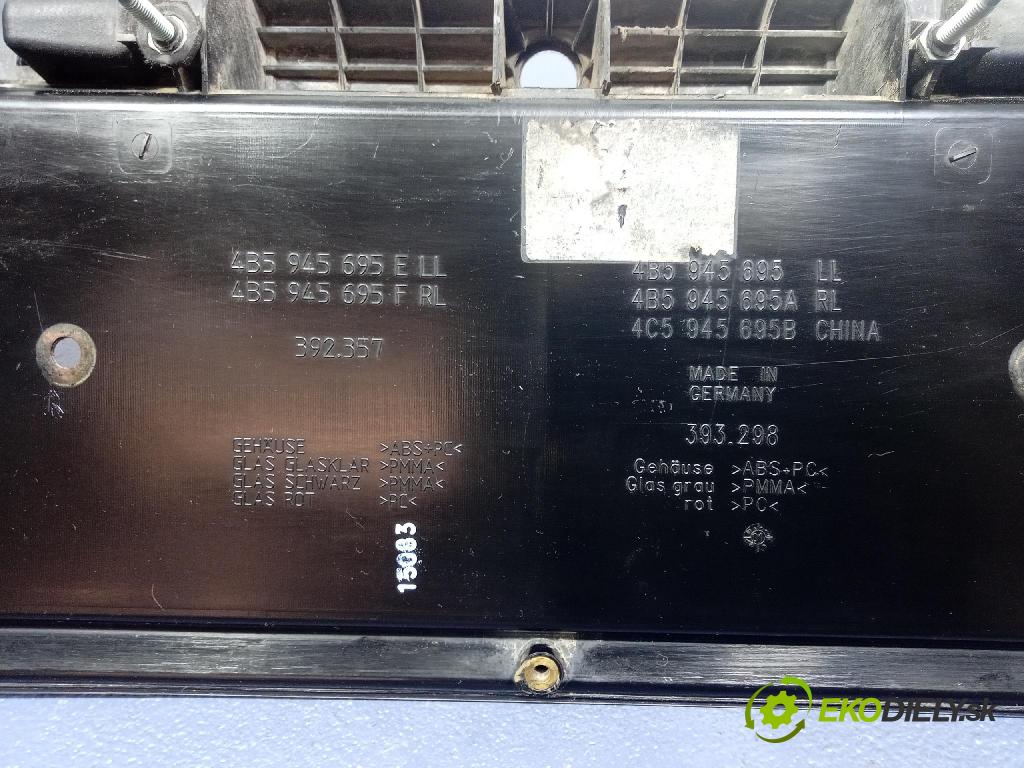 4B5 945 695 E LL
4B5 945 695 F RL
392.357
GEHÄUSE >ABS+PC<
GLAS GLASKLAR >PMMA<
GLAS SCHWARZ >PMMA<
GLAS ROT >PC<
15083
4B5 945 695 LL
4B5 945 695A RL
4C5 945 695B CHINA
MADE IN
GERMANY
393.298
Gehäuse >ABS+PC<
Glas grau >PMMA<
rot >PC<
EKODIELY.sk